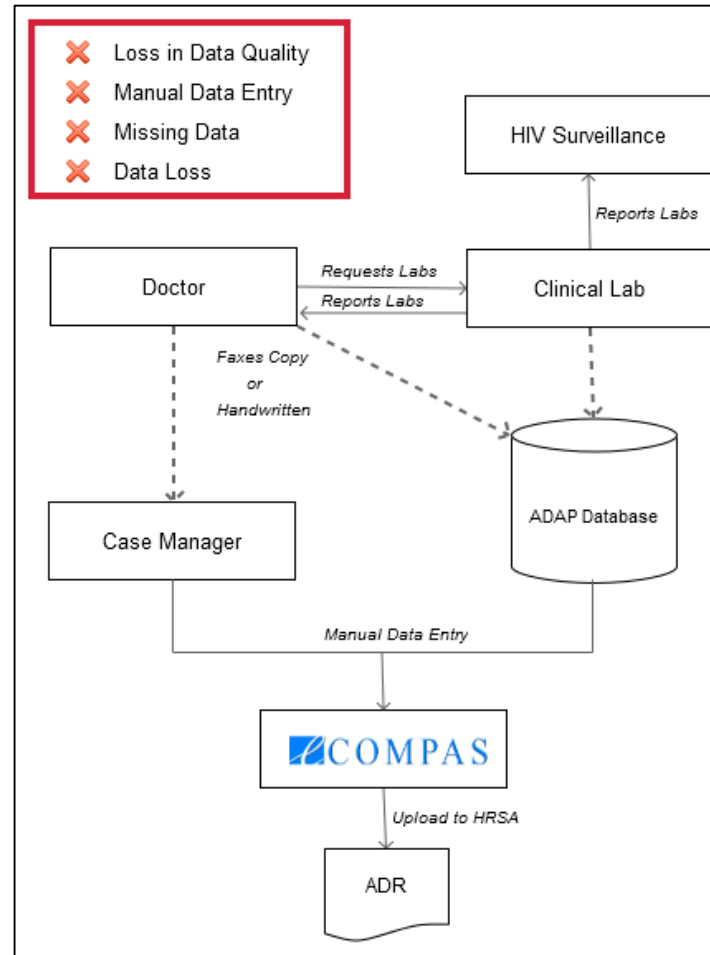 Loss in Data Quality
Manual Data Entry
Missing Data
Data Loss
HIV Surveillance
Reports Labs
Doctor
Requests Labs
Reports Labs
Clinical Lab
Faxes Copy
or
Handwritten
Case Manager
ADAP Database
Manual Data Entry
eCOMPAS
Upload to HRSA
ADR